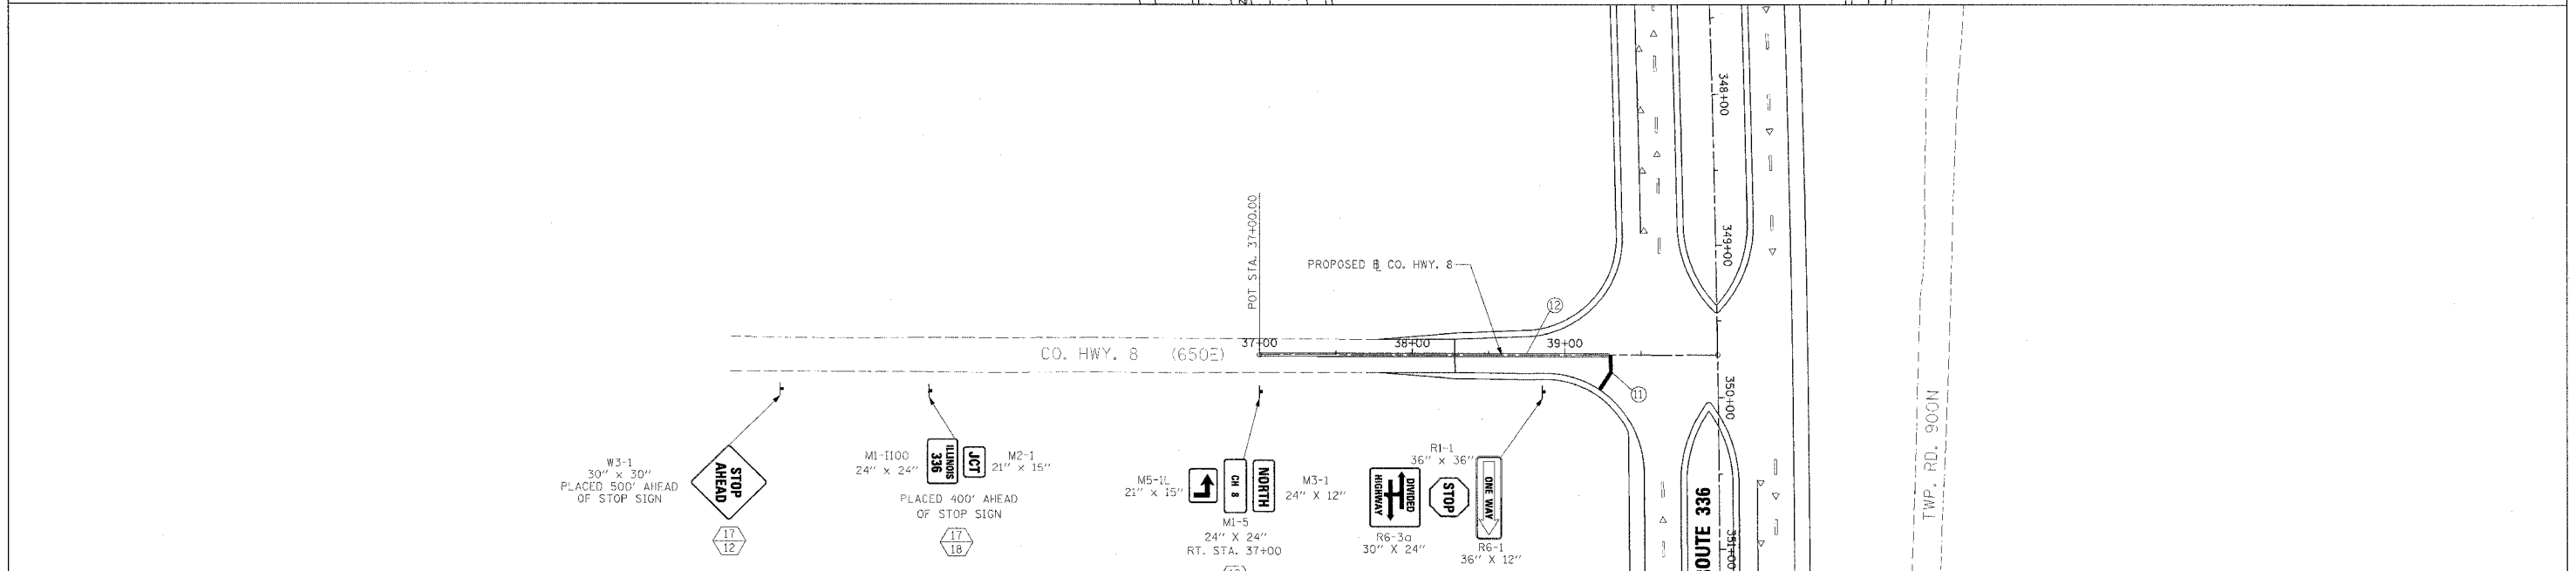 348+00
349+00
POT STA. 37+00.00
PROPOSED ⅊ CO. HWY. 8
12
37+00
38+00
39+00
CO. HWY. 8 (650E)
11
350+00
TWP. RD. 900N
W3-1
30" x 30"
PLACED 500' AHEAD
OF STOP SIGN
STOP
AHEAD
17
12
M1-I100
24" x 24"
ILLINOIS
336
JCT
M2-1
21" x 15"
PLACED 400' AHEAD
OF STOP SIGN
17
18
M5-1L
21" x 15"
CH 8
NORTH
M3-1
24" X 12"
M1-5
24" X 24"
RT. STA. 37+00
R1-1
36" x 36"
DIVIDED
HIGHWAY
STOP
ONE WAY
R6-3a
30" X 24"
R6-1
36" X 12"
OUTE 336
351+00